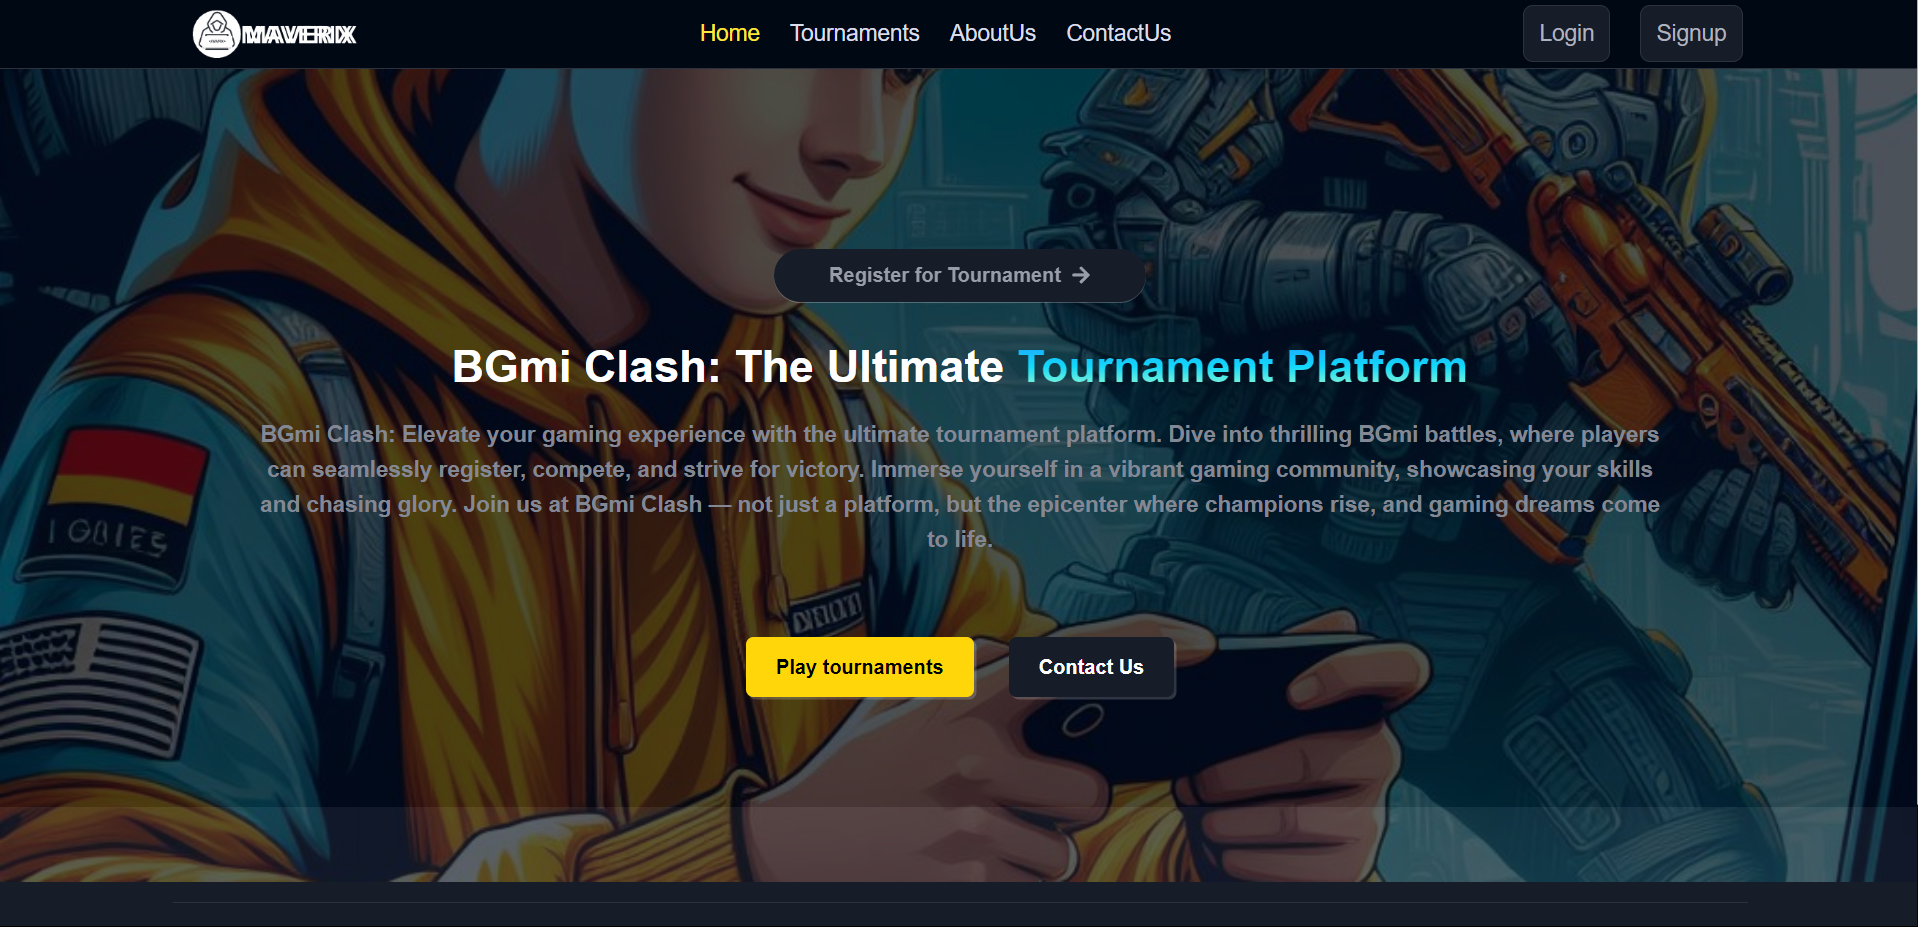 MAVERIX
Home Tournaments AboutUs ContactUs
Login Signup
Register for Tournament →
BGmi Clash: The Ultimate Tournament Platform
BGmi Clash: Elevate your gaming experience with the ultimate tournament platform. Dive into thrilling BGmi battles, where players
can seamlessly register, compete, and strive for victory. Immerse yourself in a vibrant gaming community, showcasing your skills
and chasing glory. Join us at BGmi Clash — not just a platform, but the epicenter where champions rise, and gaming dreams come
to life.
Play tournaments Contact Us